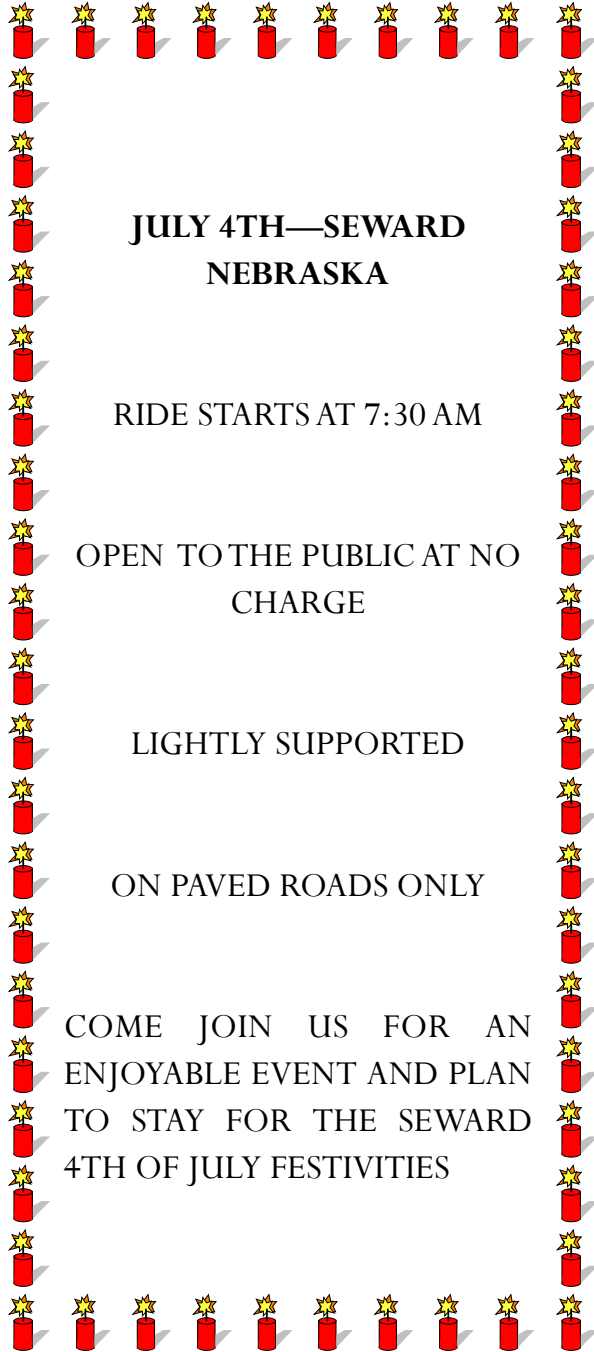 JULY 4TH—SEWARD
NEBRASKA
RIDE STARTS AT 7:30 AM
OPEN TO THE PUBLIC AT NO
CHARGE
LIGHTLY SUPPORTED
ON PAVED ROADS ONLY
COME JOIN US FOR AN
ENJOYABLE EVENT AND PLAN
TO STAY FOR THE SEWARD
4TH OF JULY FESTIVITIES